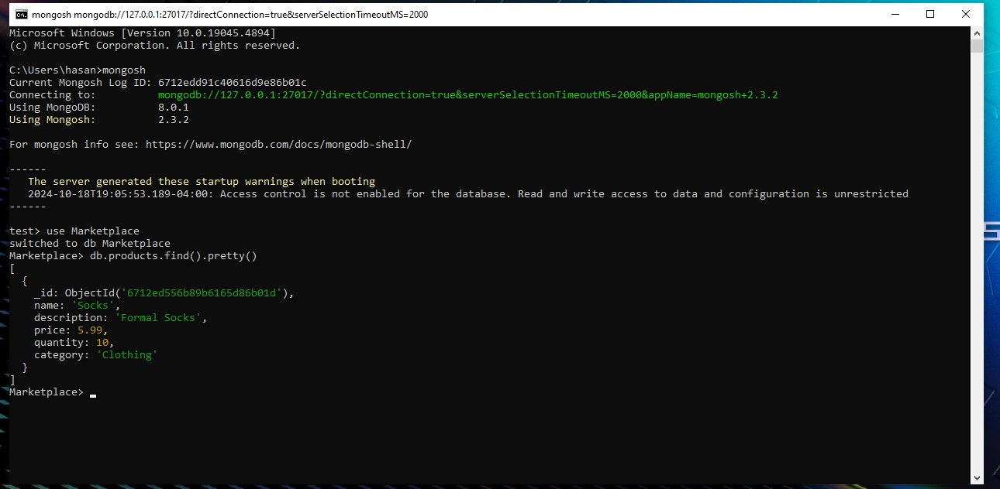 mongosh mongodb://127.0.0.1:27017/?directConnection=true&serverSelectionTimeoutMS=2000
Microsoft Windows [Version 10.0.19045.4894]
(c) Microsoft Corporation. All rights reserved.
C:\Users\hasan>mongosh
Current Mongosh Log ID: 6712edd91c40616d9e86b01c
Connecting to:          mongodb://127.0.0.1:27017/?directConnection=true&serverSelectionTimeoutMS=2000&appName=mongosh+2.3.2
Using MongoDB:          8.0.1
Using Mongosh:          2.3.2
For mongosh info see: https://www.mongodb.com/docs/mongodb-shell/
------
   The server generated these startup warnings when booting
   2024-10-18T19:05:53.189-04:00: Access control is not enabled for the database. Read and write access to data and configuration is unrestricted
------
test> use Marketplace
switched to db Marketplace
Marketplace> db.products.find().pretty()
[
  {
    _id: ObjectId('6712ed556b89b6165d86b01d'),
    name: 'Socks',
    description: 'Formal Socks',
    price: 5.99,
    quantity: 10,
    category: 'Clothing'
  }
]
Marketplace>